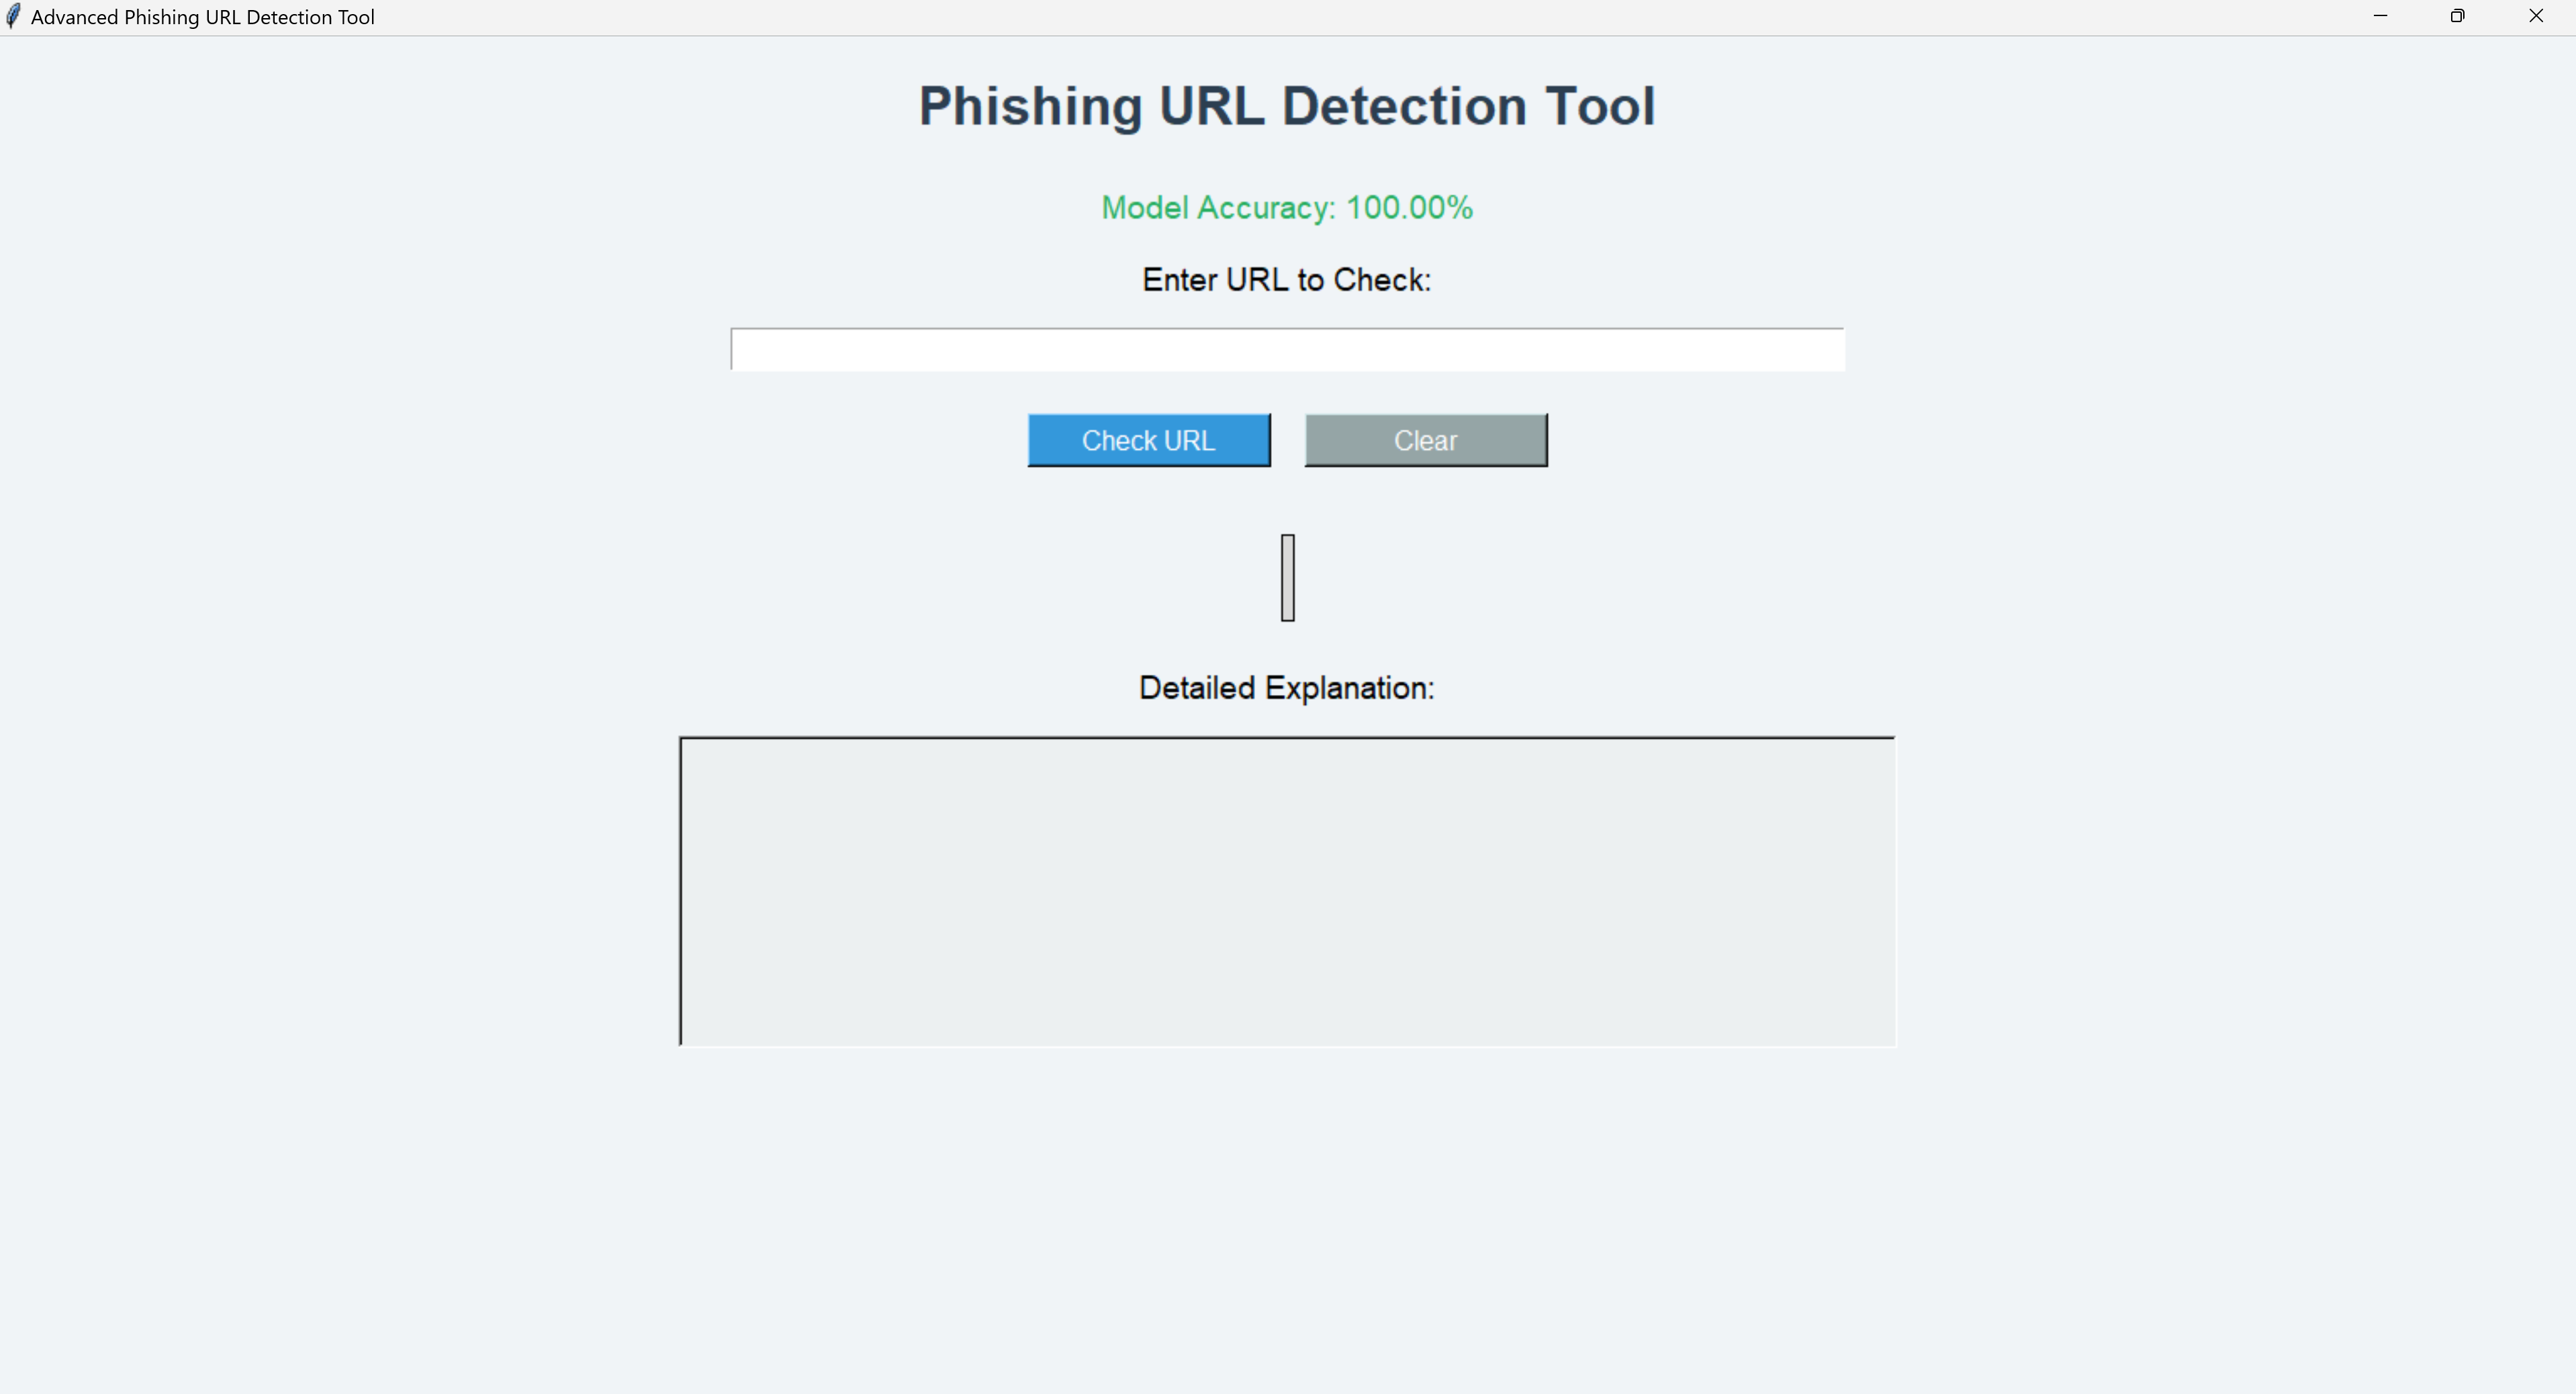 Advanced Phishing URL Detection Tool
Phishing URL Detection Tool
Model Accuracy: 100.00%
Enter URL to Check:
Check URL
Clear
Detailed Explanation: